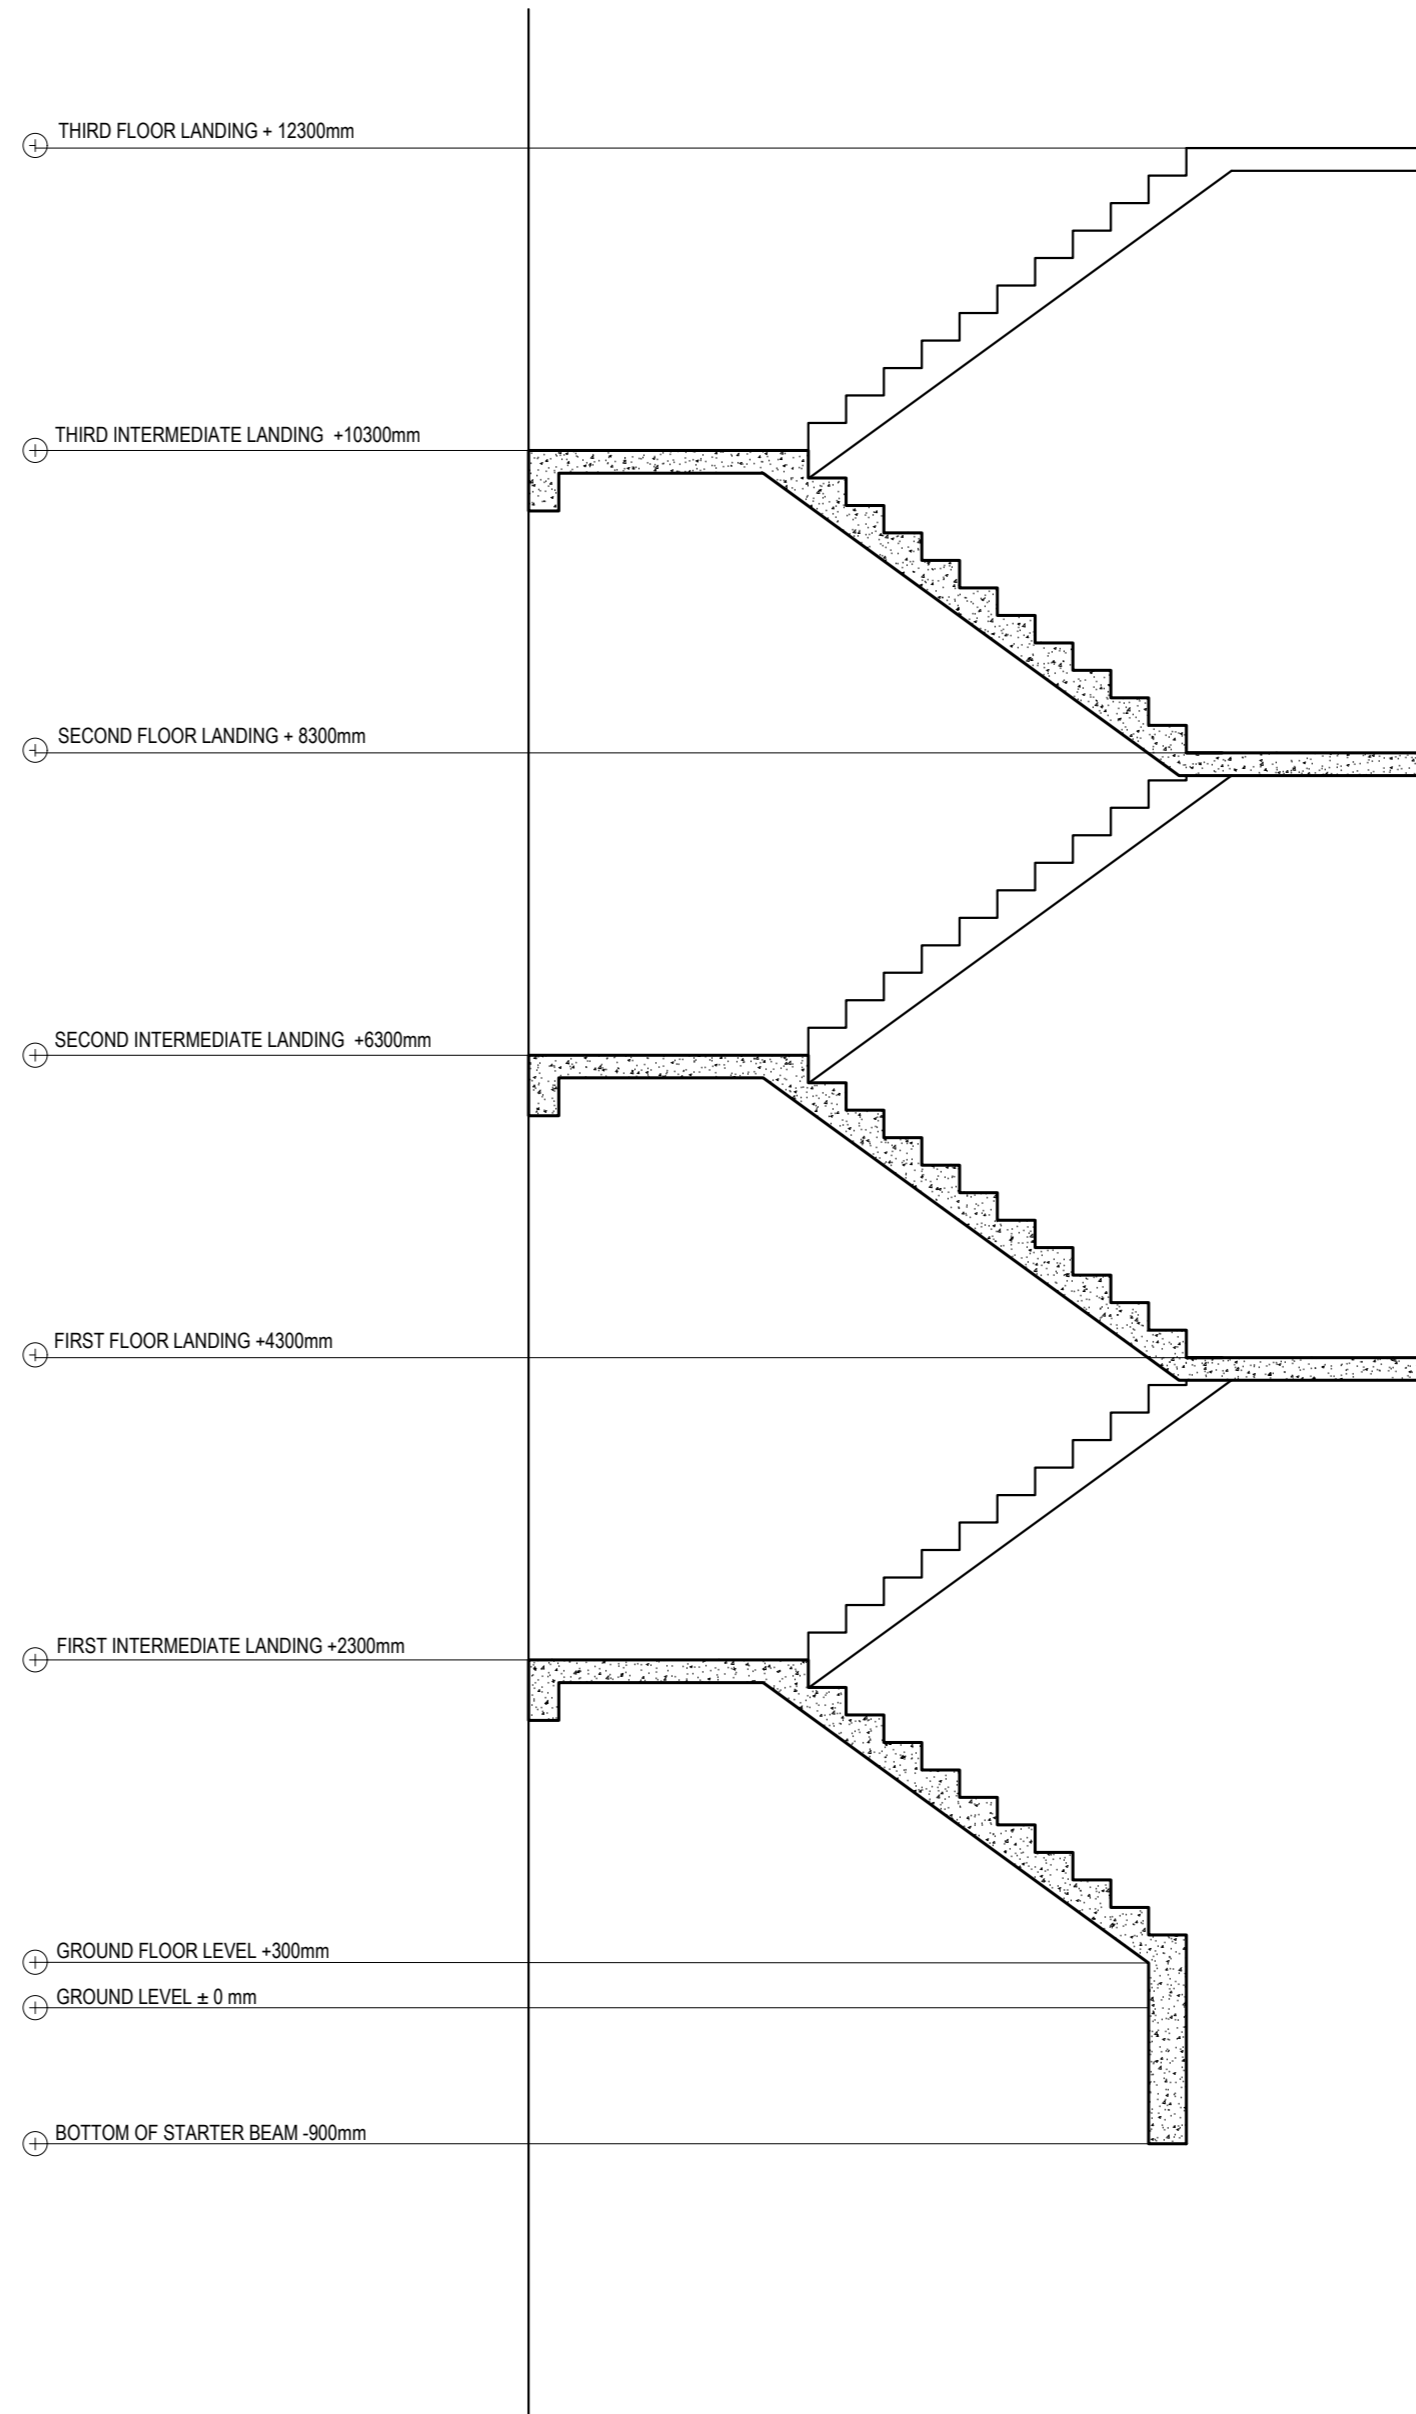 THIRD FLOOR LANDING + 12300mm
THIRD INTERMEDIATE LANDING  +10300mm
SECOND FLOOR LANDING + 8300mm
SECOND INTERMEDIATE LANDING  +6300mm
FIRST FLOOR LANDING +4300mm
FIRST INTERMEDIATE LANDING +2300mm
GROUND FLOOR LEVEL +300mm
GROUND LEVEL ± 0 mm
BOTTOM OF STARTER BEAM -900mm